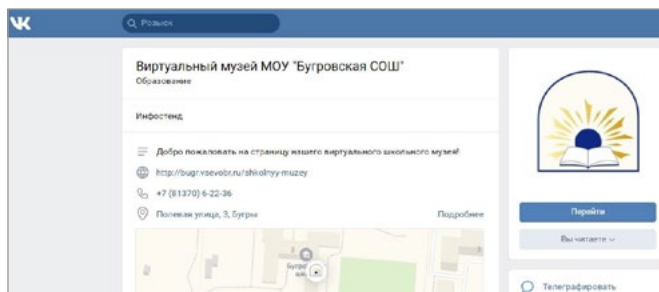 Розыск
Виртуальный музей МОУ "Бугровская СОШ"
Образование
Инфостенд
Добро пожаловать на страницу нашего виртуального школьного музея!
http://bugr.vsevobr.ru/shkolnyy-muzey
+7 (81370) 6-22-36
Полевая улица, 3, Бугры
Подробнее
Перейти
Вы читаете
Телеграфировать